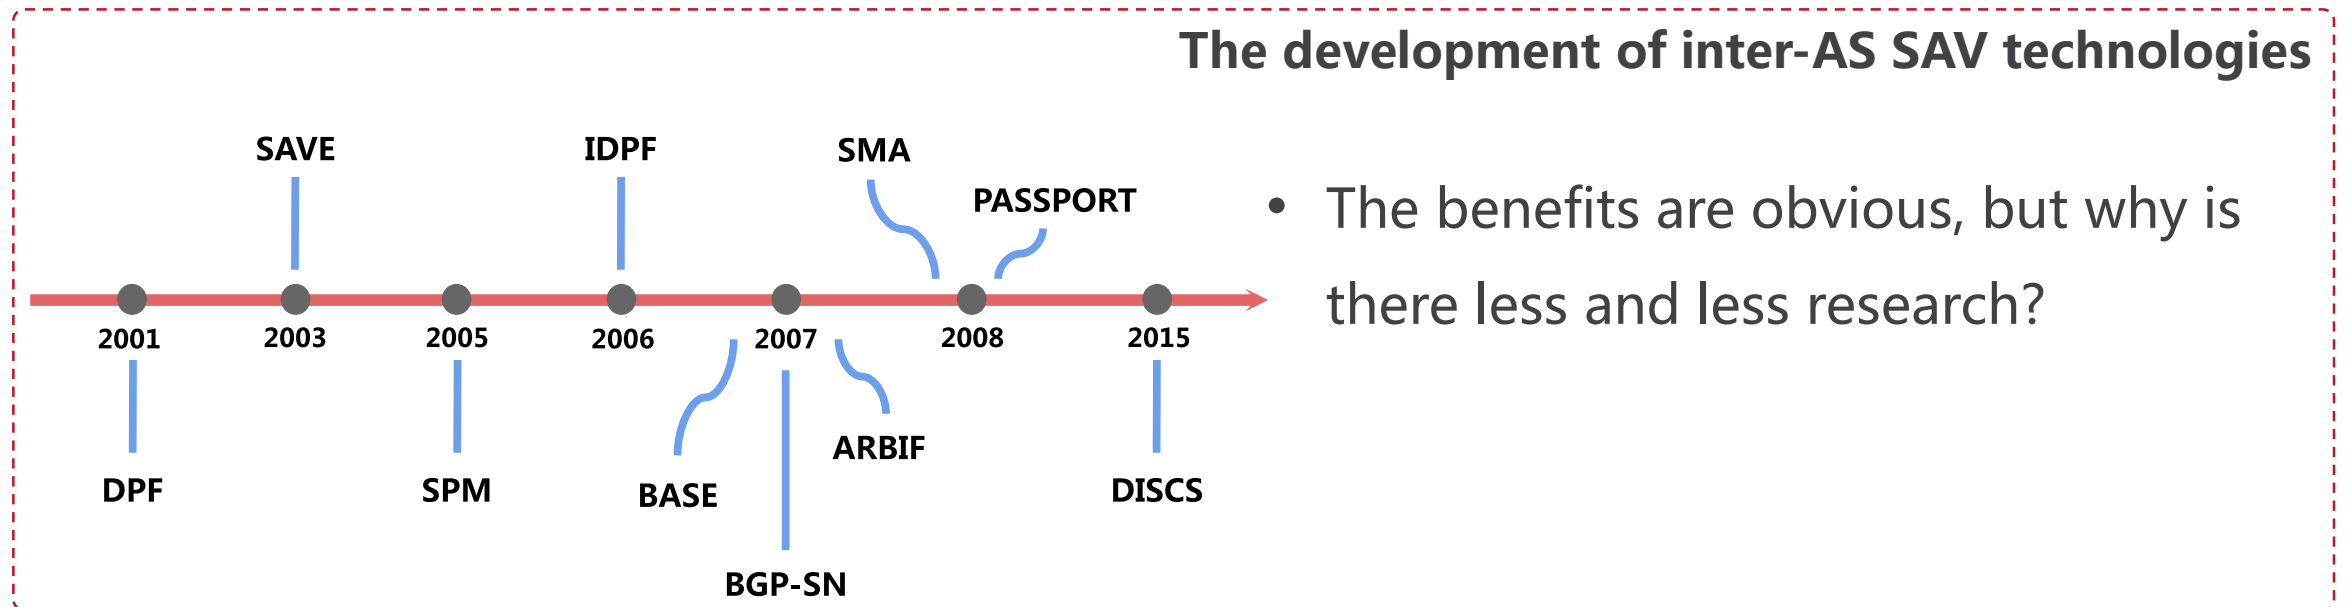 The development of inter-AS SAV technologies
SAVE
IDPF
SMA
PASSPORT
2001
2003
2005
2006
2007
2008
2015
DPF
SPM
BASE
BGP-SN
ARBIF
DISCS
• The benefits are obvious, but why is
there less and less research?